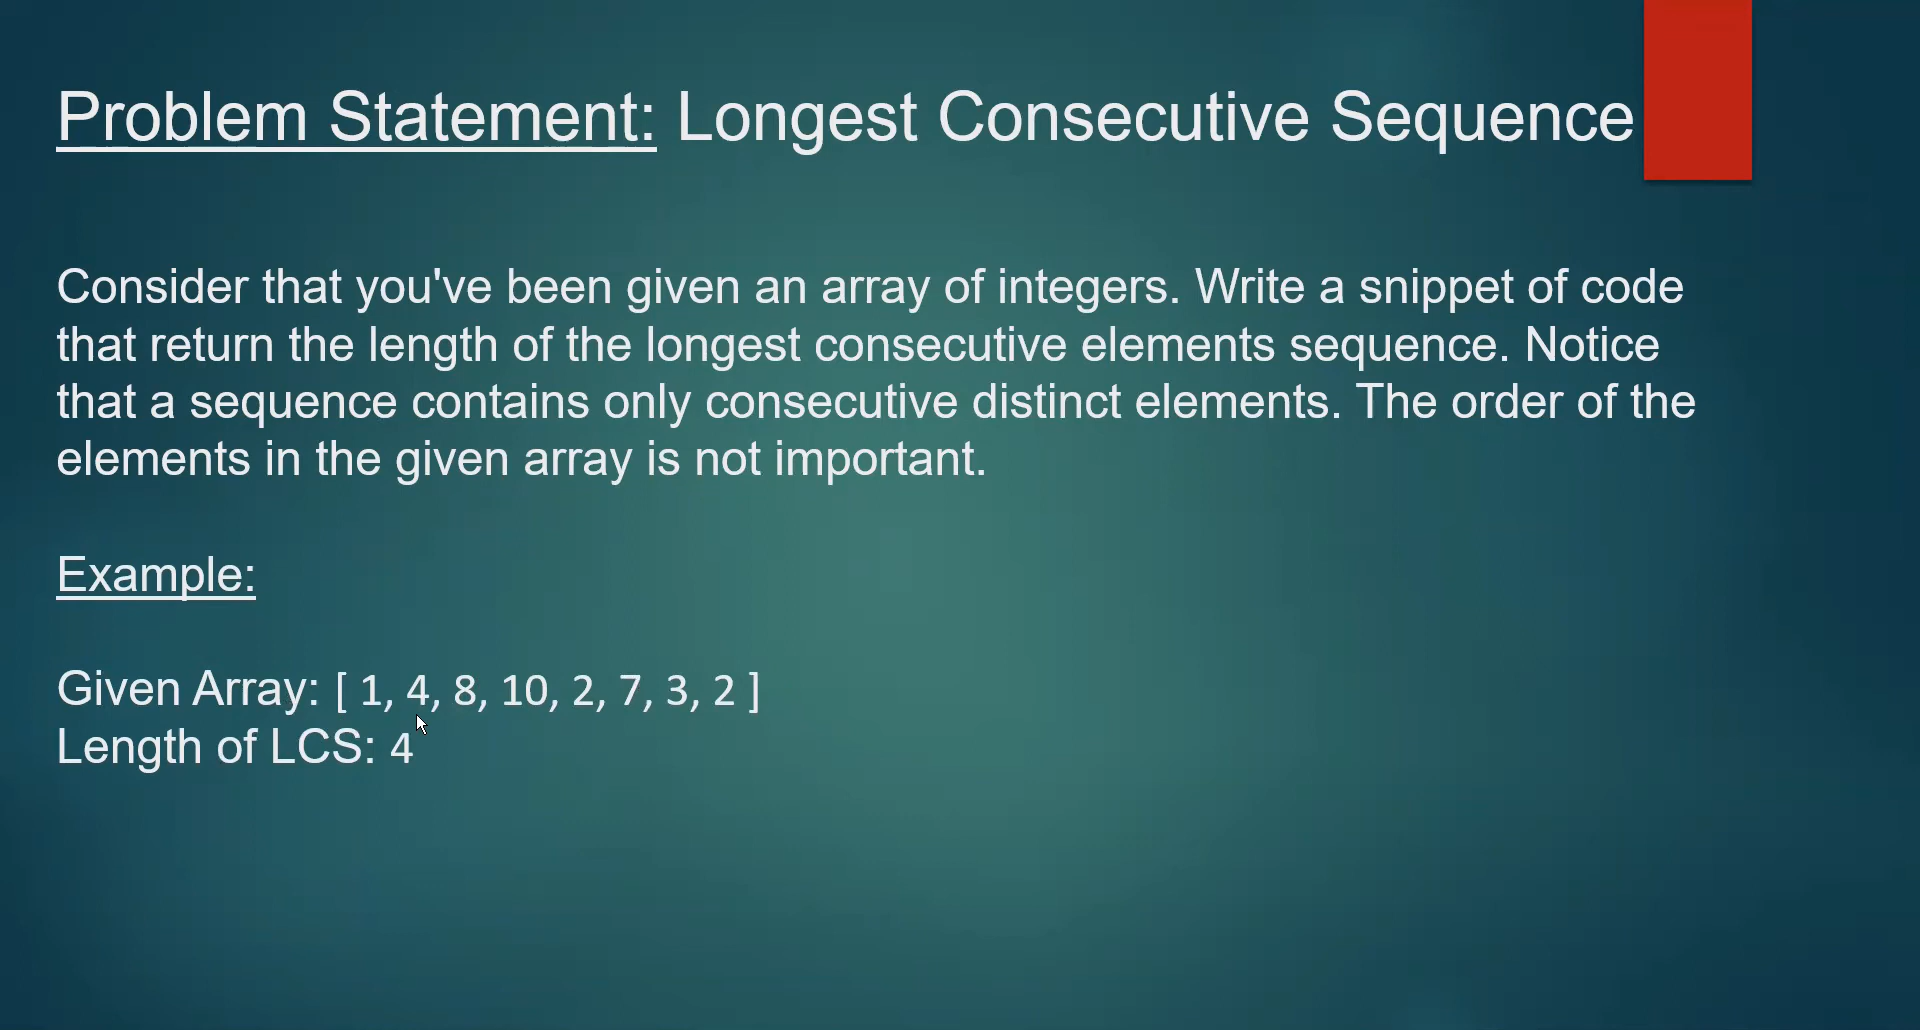 Problem Statement: Longest Consecutive Sequence
Consider that you've been given an array of integers. Write a snippet of code
that return the length of the longest consecutive elements sequence. Notice
that a sequence contains only consecutive distinct elements. The order of the
elements in the given array is not important.
Example:
Given Array: [ 1, 4, 8, 10, 2, 7, 3, 2 ]
Length of LCS: 4